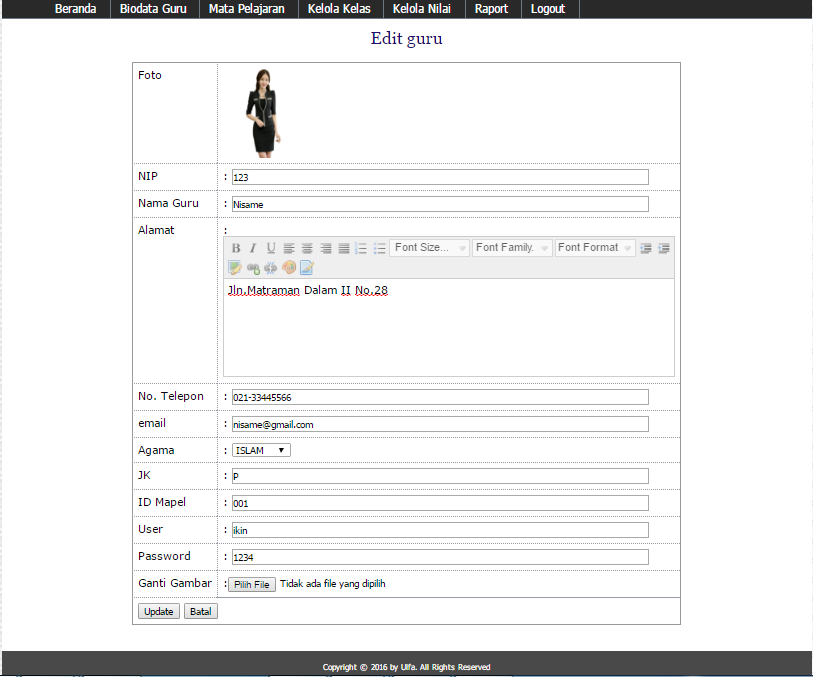 Beranda Biodata Guru Mata Pelajaran Kelola Kelas Kelola Nilai Raport Logout
Edit guru
Foto
NIP : 123
Nama Guru : Nisame
Alamat :
B I U Font Size... Font Family. Font Format
Jln.Matraman Dalam II No.28
No. Telepon : 021-33445566
email : nisame@gmail.com
Agama : ISLAM
JK : P
ID Mapel : 001
User : ikin
Password : 1234
Ganti Gambar : Pilih File Tidak ada file yang dipilih
Update Batal
Copyright © 2016 by Ulfa. All Rights Reserved